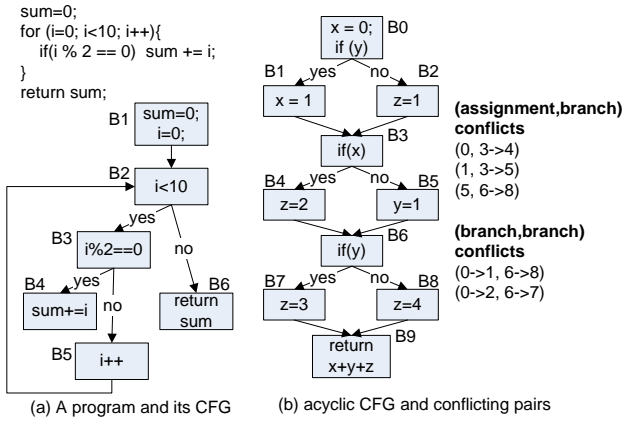 sum=0;
for (i=0; i<10; i++){
if(i % 2 == 0) sum += i;
}
return sum;
B1
sum=0;
i=0;
B2
i<10
yes
no
B3
i%2==0
B4
yes
no
sum+=i
B6
return
sum
B5
i++
(a) A program and its CFG
x = 0;
if (y)
B0
B1
yes
no
B2
x = 1
z=1
B3
if(x)
B4
yes
no
B5
z=2
y=1
B6
if(y)
B7
yes
no
B8
z=3
z=4
B9
return
x+y+z
(assignment,branch)
conflicts
(0, 3->4)
(1, 3->5)
(5, 6->8)
(branch,branch)
conflicts
(0->1, 6->8)
(0->2, 6->7)
(b) acyclic CFG and conflicting pairs